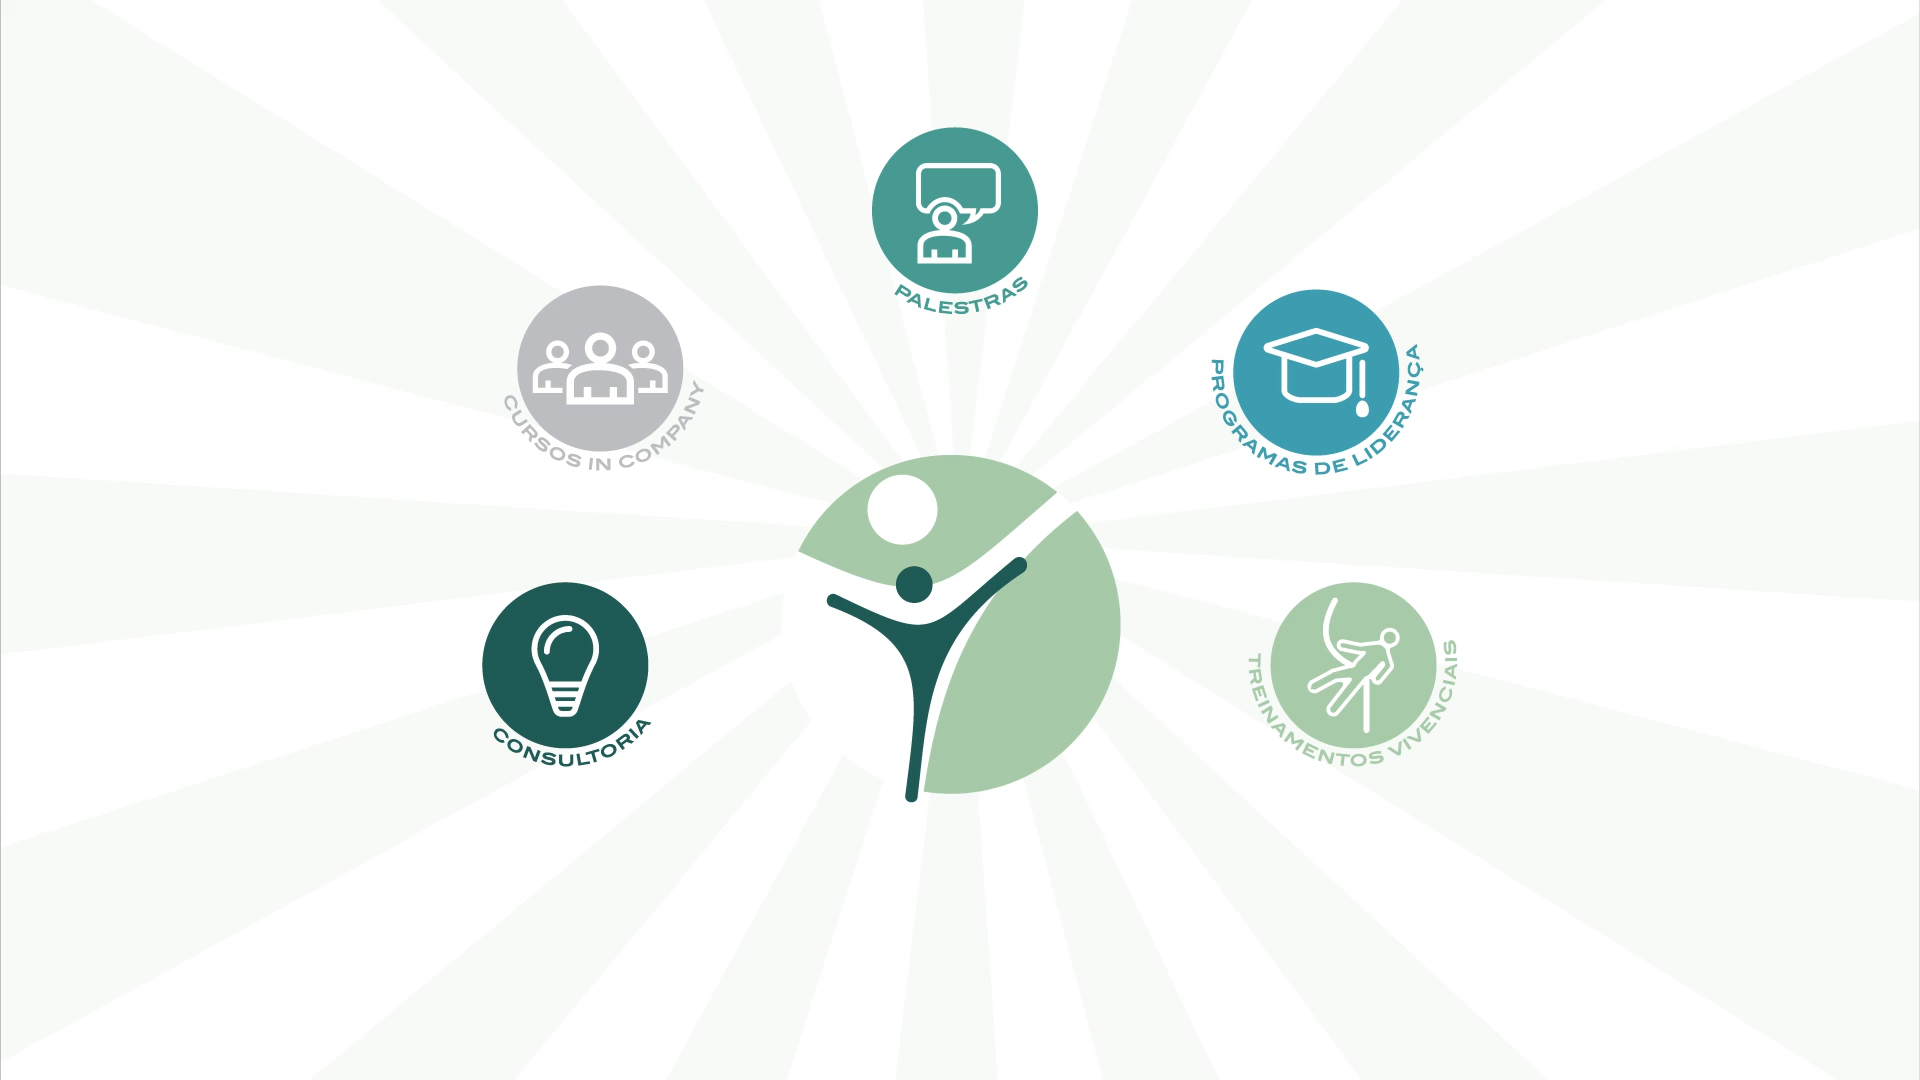 PALESTRAS
CURSOS IN COMPANY
PROGRAMAS DE LIDERANÇA
CONSULTORIA
TREINAMENTOS VIVENCIAIS